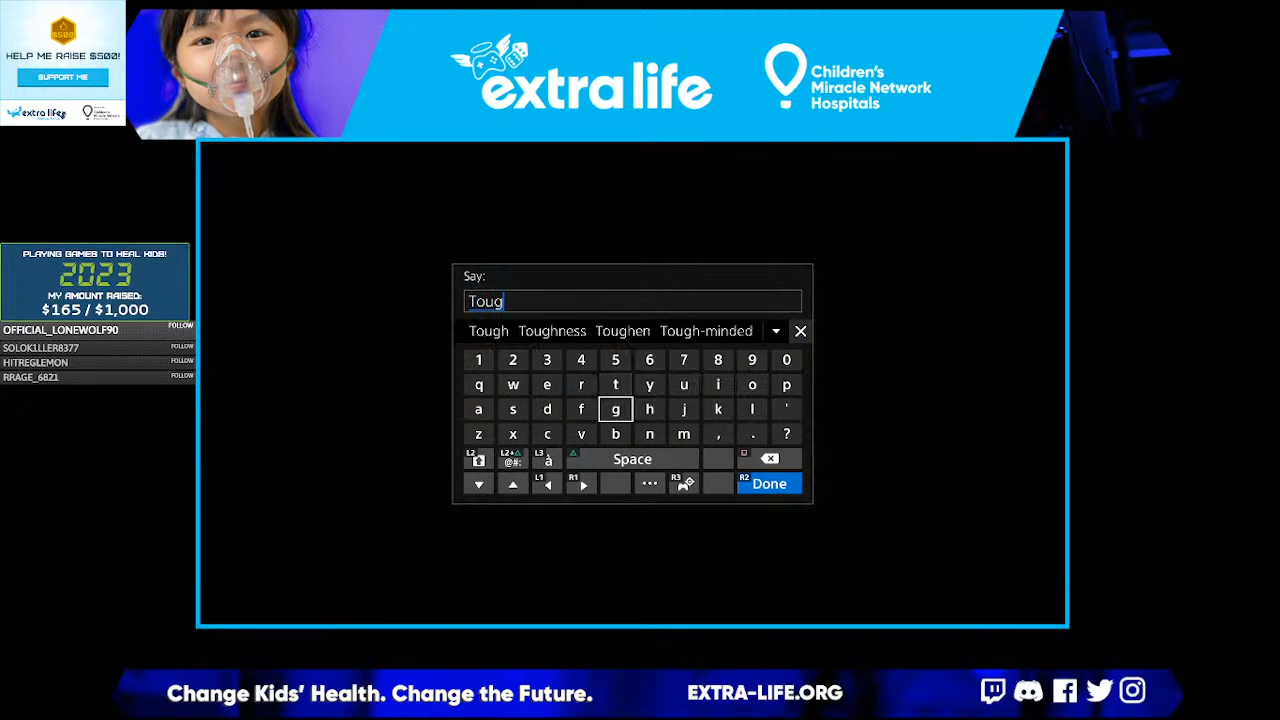 $500
HELP ME RAISE $500!
SUPPORT ME
extra life
extra life
Children's
Miracle Network
Hospitals
PLAYING GAMES TO HEAL KIDS!
2023
MY AMOUNT RAISED:
$165 / $1,000
OFFICIAL_LONEWOLF90 FOLLOW
SOLOK1LLER8377 FOLLOW
HITREGLEMON FOLLOW
RRAGE_6821 FOLLOW
Say:
Toug
Tough Toughness Toughen Tough-minded
1 2 3 4 5 6 7 8 9 0
q w e r t y u i o p
a s d f g h j k l '
z x c v b n m , . ?
L2 L2+△ @#: L3 à △ Space □
L1 R1 ... R3 R2 Done
Change Kids' Health. Change the Future.
EXTRA-LIFE.ORG